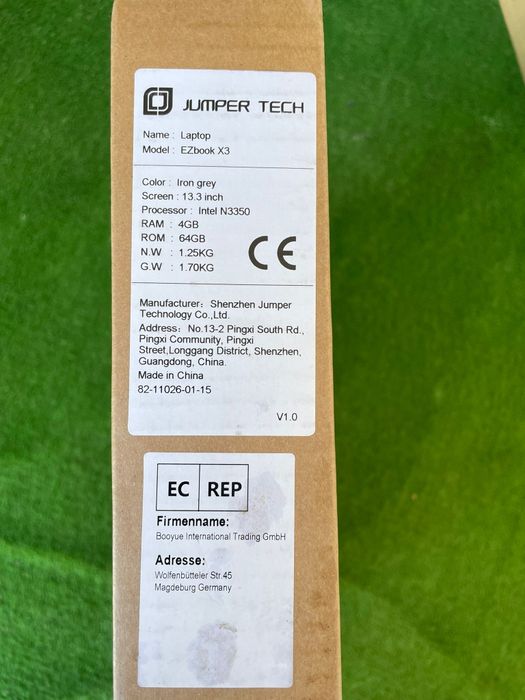 JUMPER TECH
Name : Laptop
Model : EZbook X3
Color : Iron grey
Screen : 13.3 inch
Processor : Intel N3350
RAM : 4GB
ROM : 64GB
N.W : 1.25KG
G.W : 1.70KG
CE
Manufacturer: Shenzhen Jumper
Technology Co.,Ltd.
Address: No.13-2 Pingxi South Rd.,
Pingxi Community, Pingxi
Street,Longgang District, Shenzhen,
Guangdong, China.
Made in China
82-11026-01-15
V1.0
EC REP
Firmenname:
Booyue International Trading GmbH
Adresse:
Wolfenbütteler Str.45
Magdeburg Germany